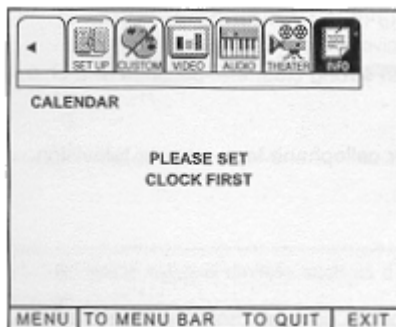 SET UP CUSTOM VIDEO AUDIO THEATER INFO
CALENDAR
PLEASE SET
CLOCK FIRST
MENU TO MENU BAR TO QUIT EXIT